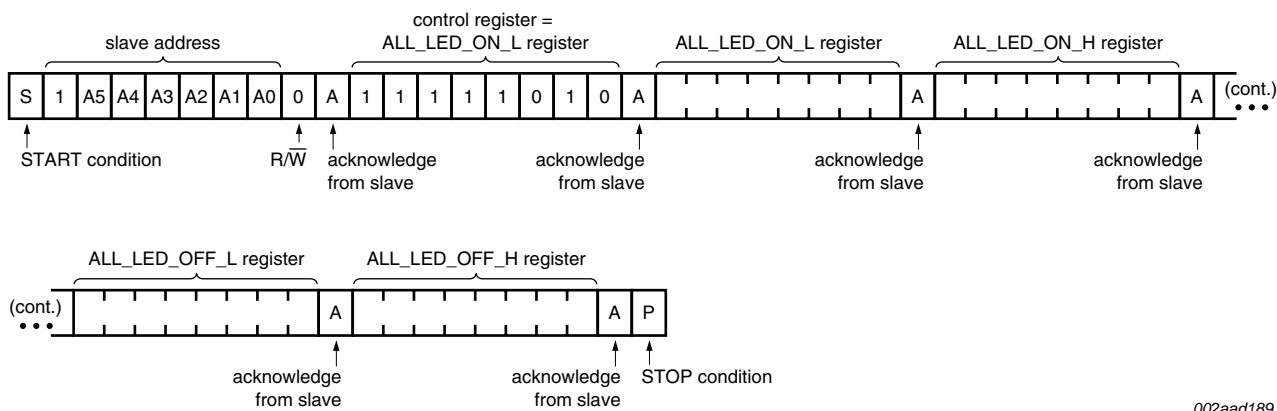 control register =
slave address ALL_LED_ON_L register ALL_LED_ON_L register ALL_LED_ON_H register
S 1 A5 A4 A3 A2 A1 A0 0 A 1 1 1 1 1 0 1 0 A A A (cont.)
START condition R/W̅ acknowledge from slave acknowledge from slave acknowledge from slave acknowledge from slave
ALL_LED_OFF_L register ALL_LED_OFF_H register
(cont.) A A P
acknowledge from slave acknowledge from slave STOP condition
002aad189